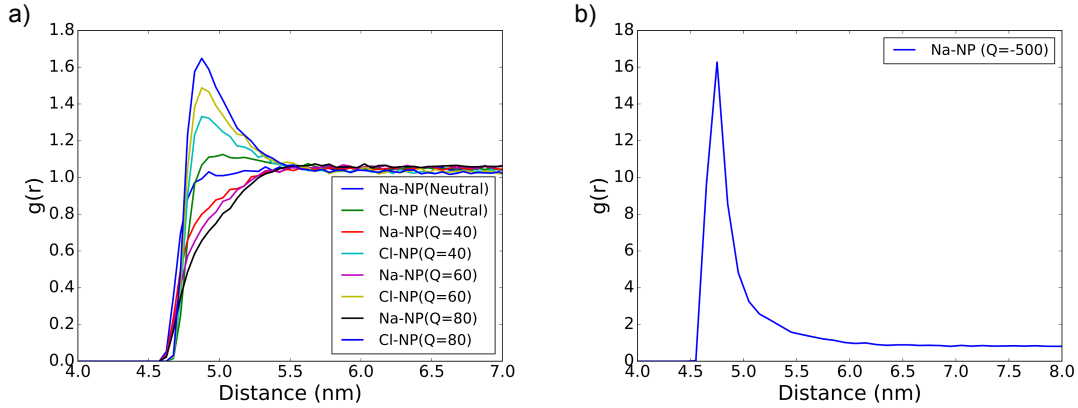 a)
1.8
1.6
1.4
1.2
1.0
0.8
0.6
0.4
0.2
0.0
g(r)
4.0 4.5 5.0 5.5 6.0 6.5 7.0
Distance (nm)
Na-NP(Neutral)
Cl-NP (Neutral)
Na-NP(Q=40)
Cl-NP(Q=40)
Na-NP(Q=60)
Cl-NP(Q=60)
Na-NP(Q=80)
Cl-NP(Q=80)
b)
18
16
14
12
10
8
6
4
2
0
g(r)
4.0 4.5 5.0 5.5 6.0 6.5 7.0 7.5 8.0
Distance (nm)
Na-NP (Q=-500)